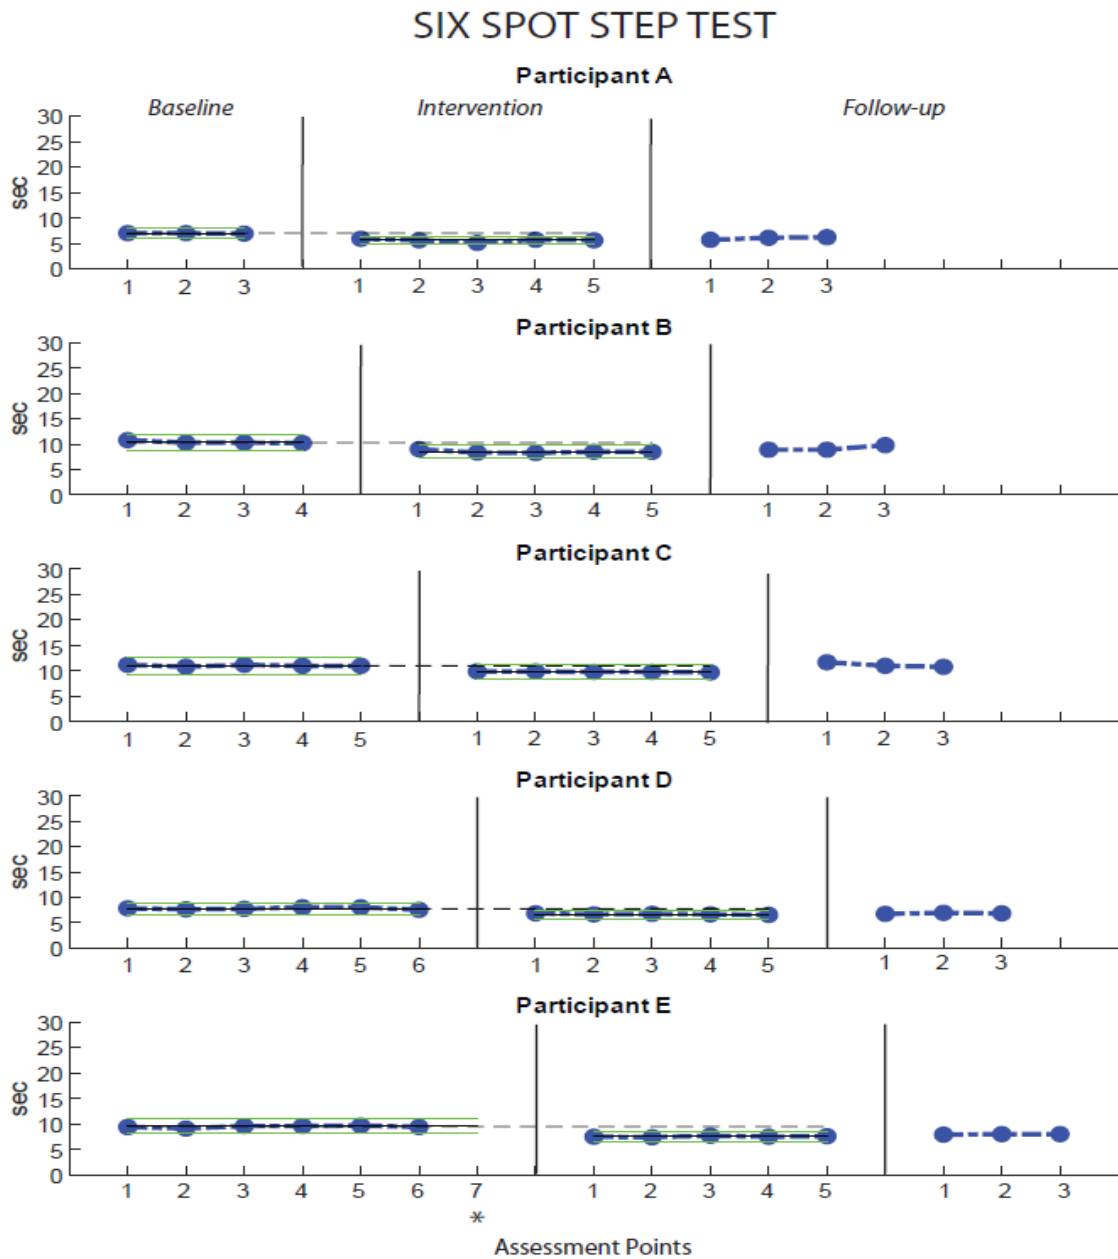 SIX SPOT STEP TEST
Participant A
Baseline Intervention Follow-up
30
25
20
15
10
5
0
sec
1 2 3 1 2 3 4 5 1 2 3
Participant B
30
25
20
15
10
5
0
sec
1 2 3 4 1 2 3 4 5 1 2 3
Participant C
30
25
20
15
10
5
0
sec
1 2 3 4 5 1 2 3 4 5 1 2 3
Participant D
30
25
20
15
10
5
0
sec
1 2 3 4 5 6 1 2 3 4 5 1 2 3
Participant E
30
25
20
15
10
5
0
sec
1 2 3 4 5 6 7 1 2 3 4 5 1 2 3
*
Assessment Points